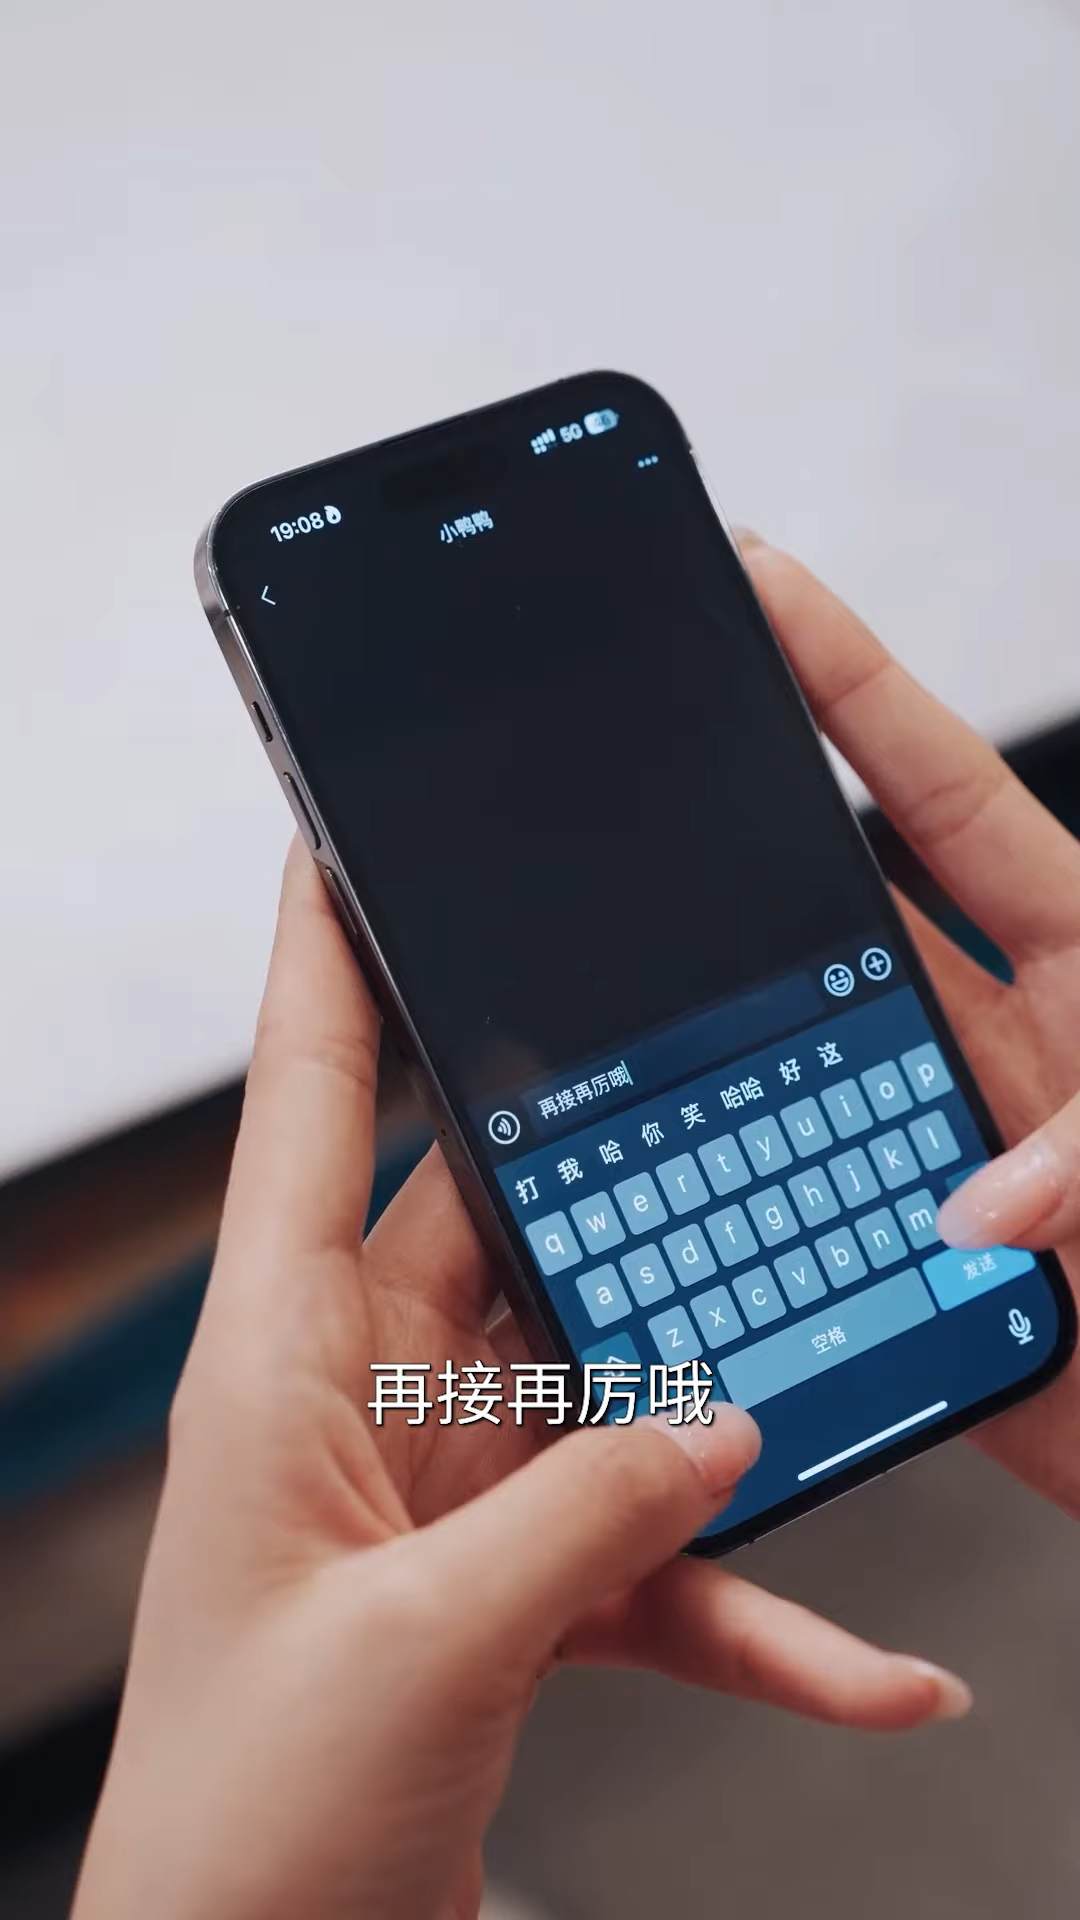 19:08
5G
小鸭鸭
再接再厉哦
打 我 哈 你 笑 哈哈 好 这
q w e r t y u i o p
a s d f g h j k l
z x c v b n m
空格
发送
再接再厉哦